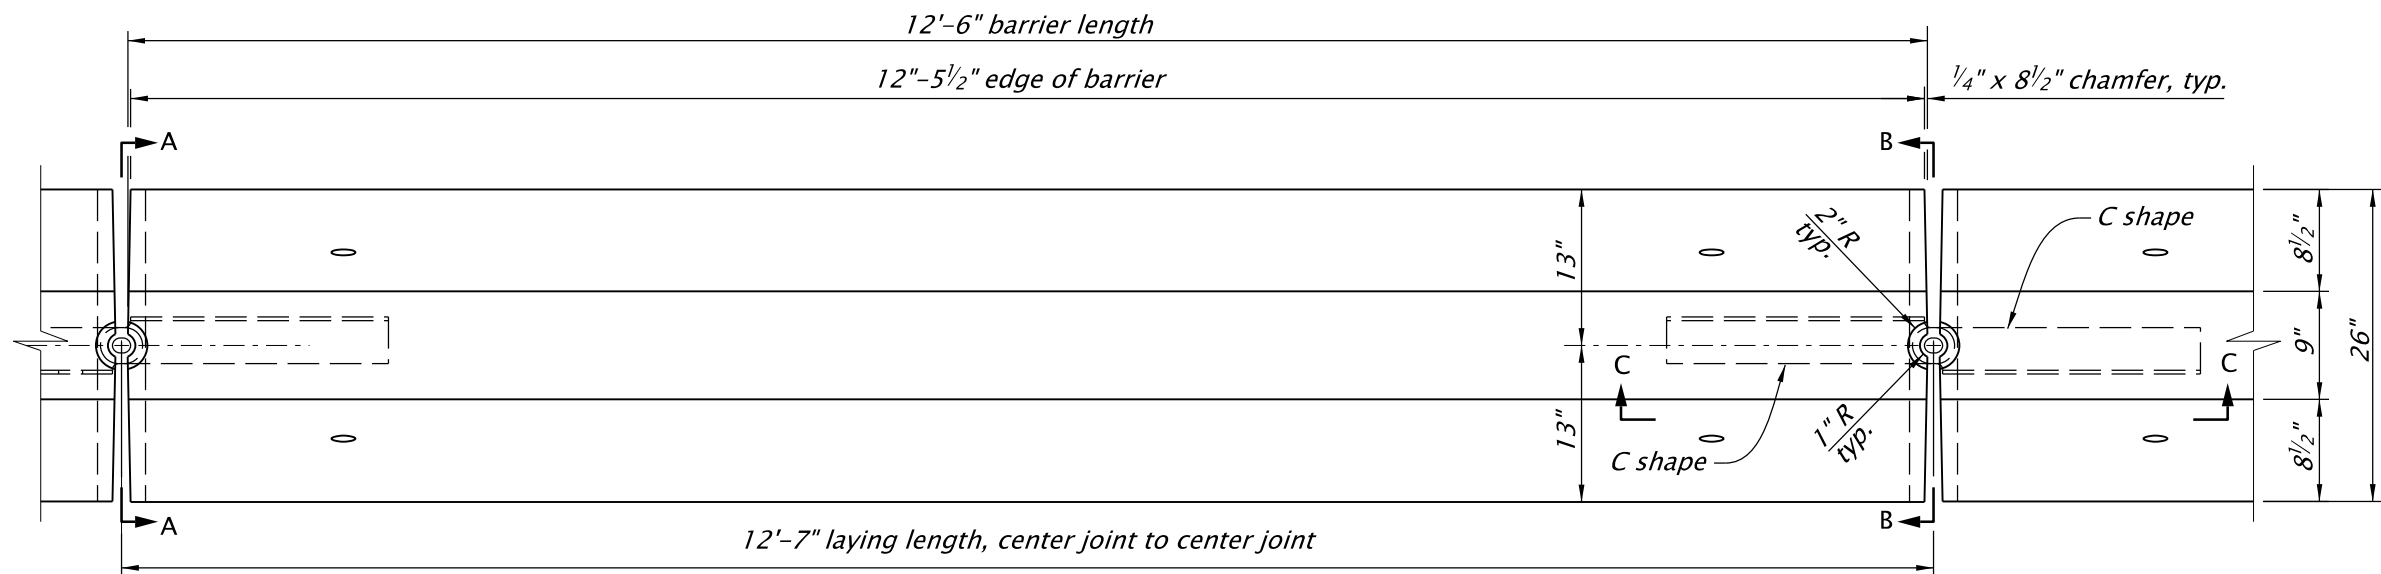 12'–6" barrier length
12"–5½" edge of barrier
¼" x 8½" chamfer, typ.
A
B
2" R
typ.
C shape
13"
8½"
9"
26"
C
C
13"
1" R
typ.
C shape
8½"
A
B
12'–7" laying length, center joint to center joint